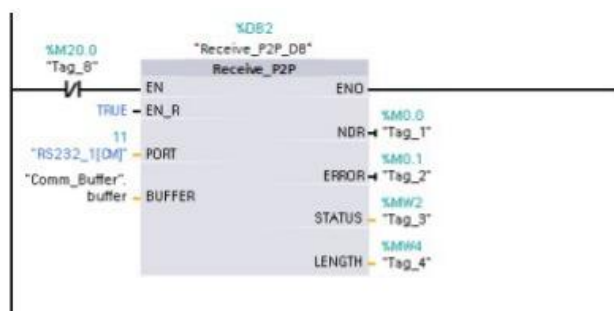 %DB2
"Receive_P2P_DB"
%M20.0
"Tag_8"
Receive_P2P
EN
ENO
TRUE
EN_R
%M0.0
NDR
"Tag_1"
11
"RS232_1[CM]"
PORT
%M0.1
ERROR
"Tag_2"
"Comm_Buffer".
buffer
BUFFER
%MW2
STATUS
"Tag_3"
%MW4
LENGTH
"Tag_4"